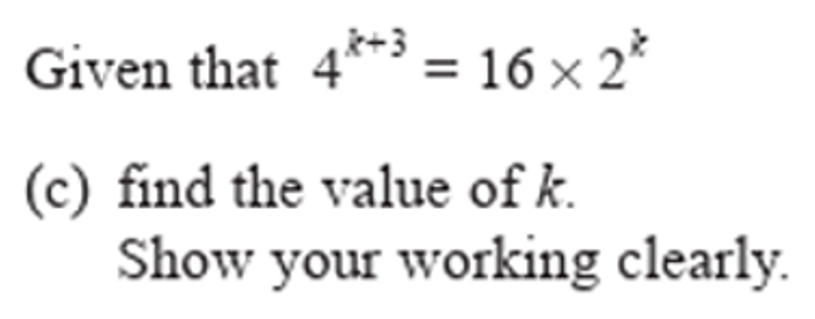 Given that 4^{k+3} = 16 × 2^k
(c) find the value of k.
Show your working clearly.